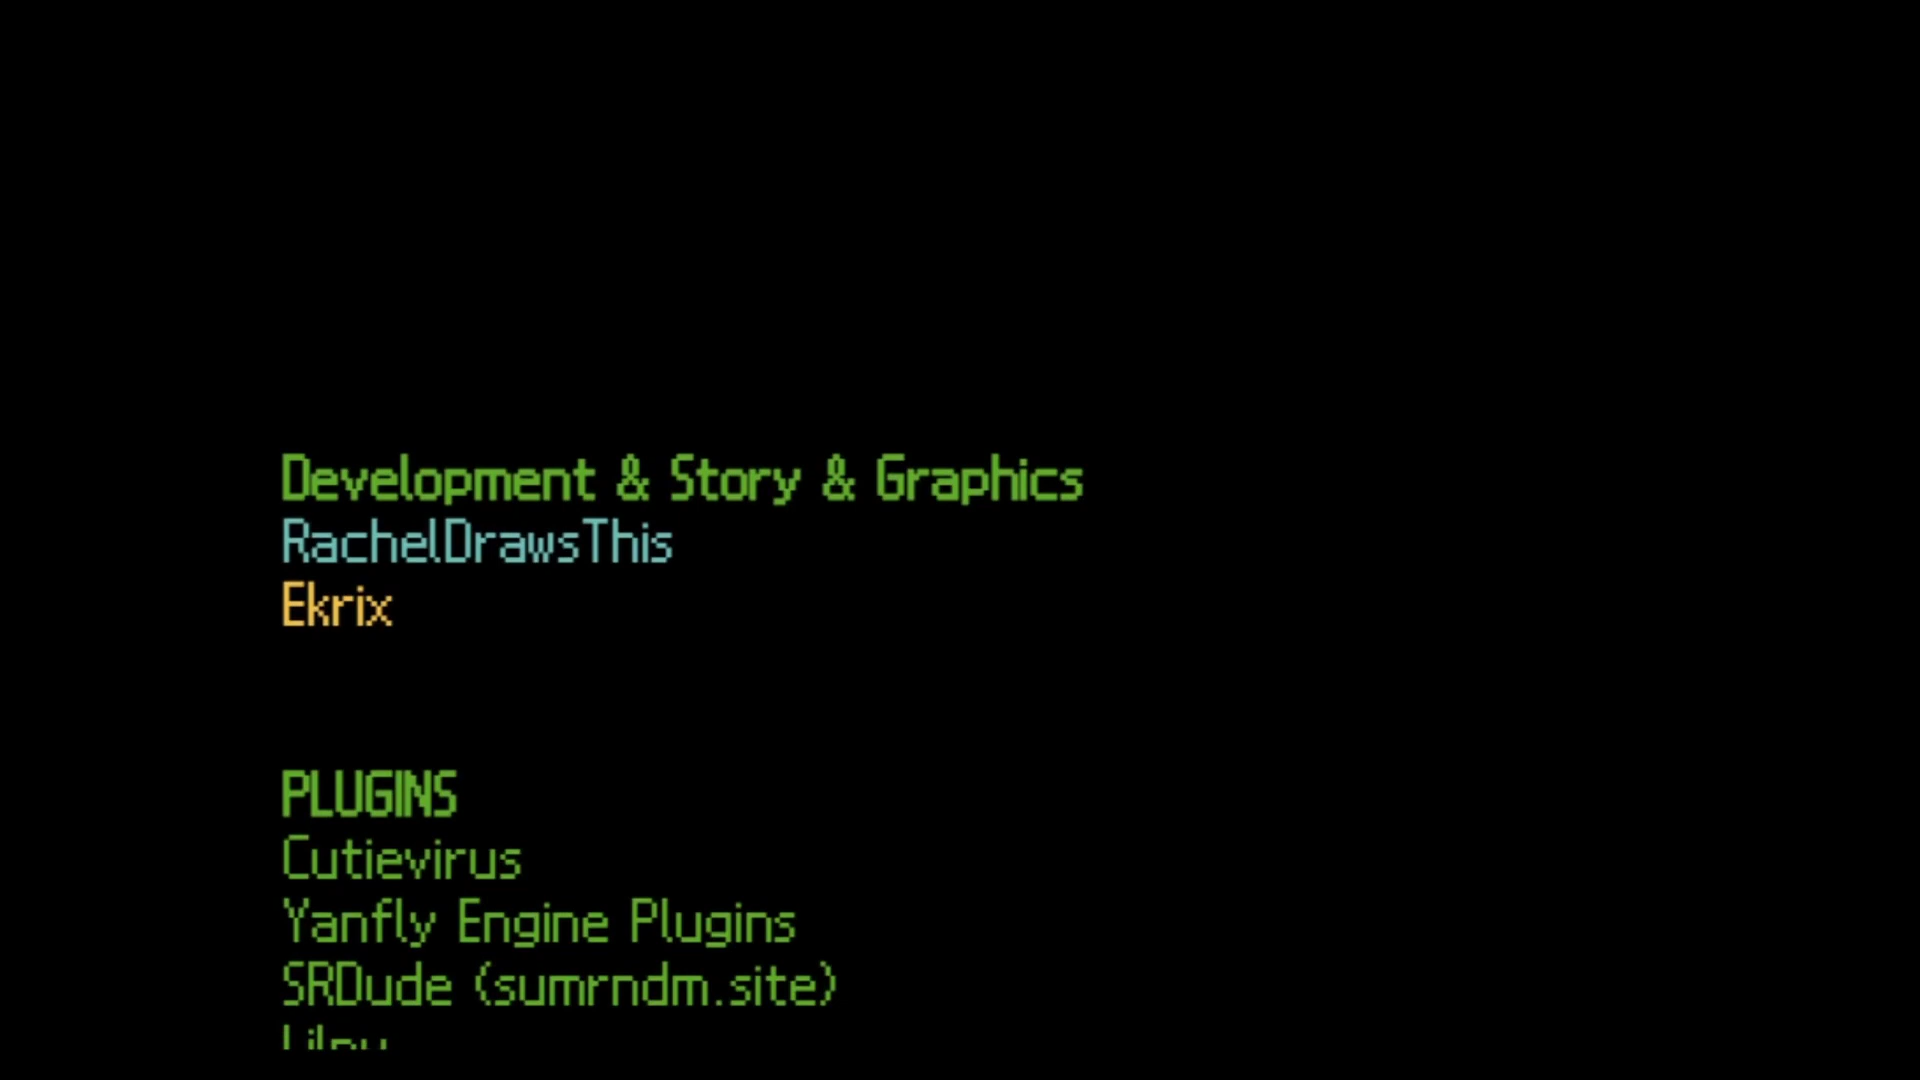 Development & Story & Graphics
RachelDrawsThis
Ekrix
PLUGINS
Cutievirus
Yanfly Engine Plugins
SRDude (sumrndm.site)